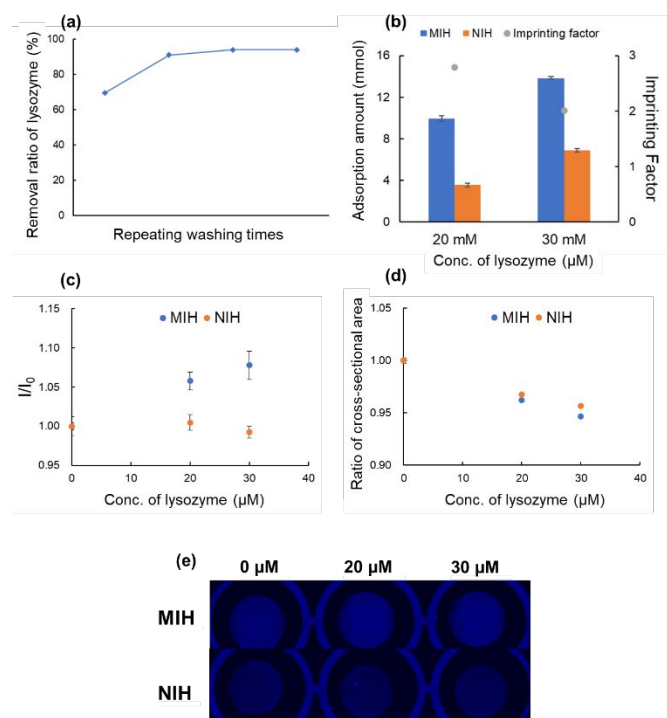 (a)
Removal ratio of lysozyme (%)
100
80
60
40
20
0
Repeating washing times
(b)
MIH NIH Imprinting factor
Adsorption amount (mmol)
16
12
8
4
0
3
2
1
0
Imprinting Factor
20 mM 30 mM
Conc. of lysozyme (µM)
(c)
MIH NIH
I/I0
1.15
1.10
1.05
1.00
0.95
0 10 20 30 40
Conc. of lysozyme (µM)
(d)
MIH NIH
Ratio of cross-sectional area
1.00
0.95
0.90
0 10 20 30 40
Conc. of lysozyme (µM)
(e)
0 µM 20 µM 30 µM
MIH
NIH